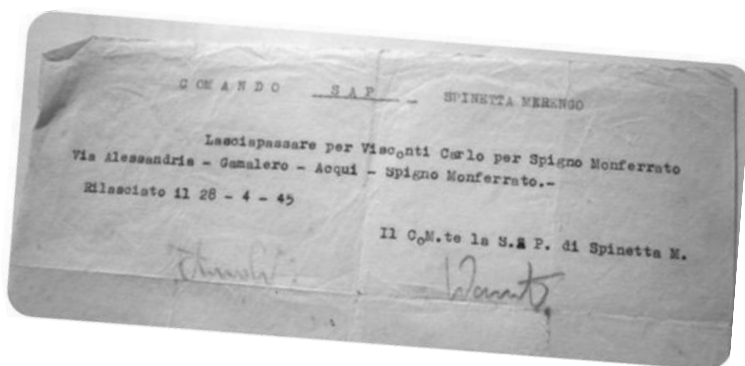 COMANDO SAP - SPINETTA MERENGO
Lasciapassare per Visconti Carlo per Spigno Monferrato
Via Alessandria - Gamalero - Acqui - Spigno Monferrato.-
Rilasciato il 28 - 4 - 45
Il CoM.te la S.A P. di Spinetta M.